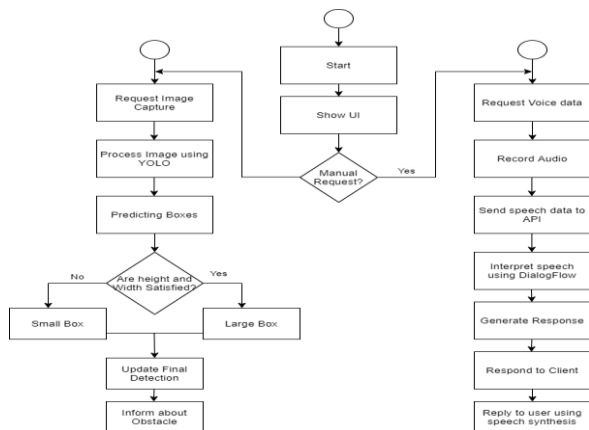 Start
Show UI
Manual
Request?
Yes
Request Image
Capture
Process Image using
YOLO
Predicting Boxes
Are height and
Width Satisfied?
No
Yes
Small Box
Large Box
Update Final
Detection
Inform about
Obstacle
Request Voice data
Record Audio
Send speech data to
API
Interpret speech
using DialogFlow
Generate Response
Respond to Client
Reply to user using
speech synthesis